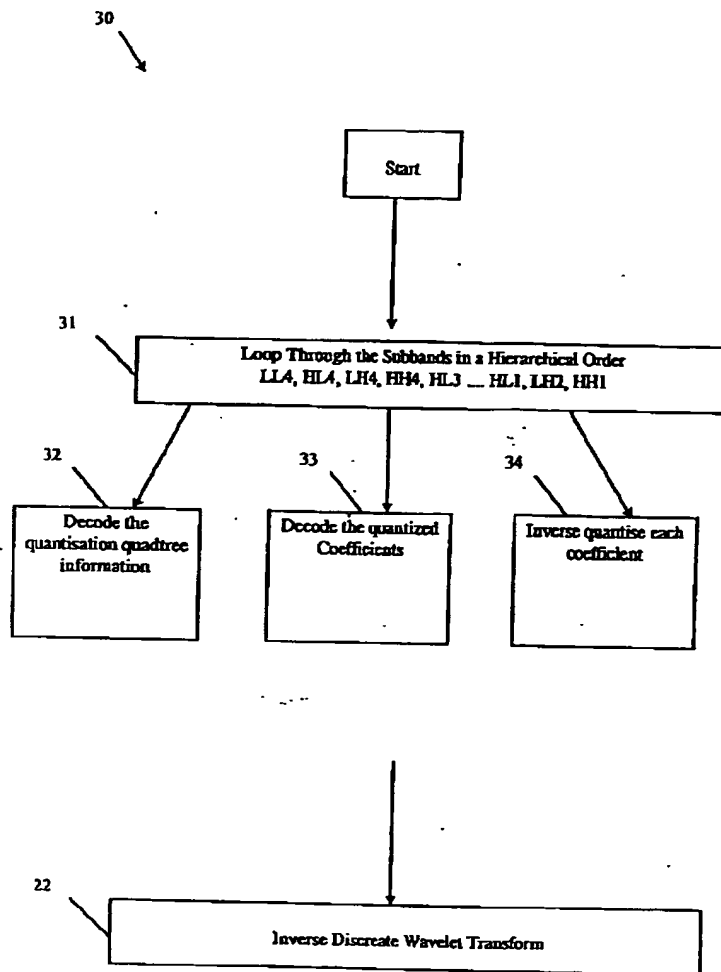 30
Start
31
Loop Through the Subbands in a Hierarchical Order
LL4, HL4, LH4, HH4, HL3 ... HL1, LH2, HH1
32
33
34
Decode the
quantisation quadtree
information
Decode the quantized
Coefficients
Inverse quantise each
coefficient
22
Inverse Discreate Wavelet Transform